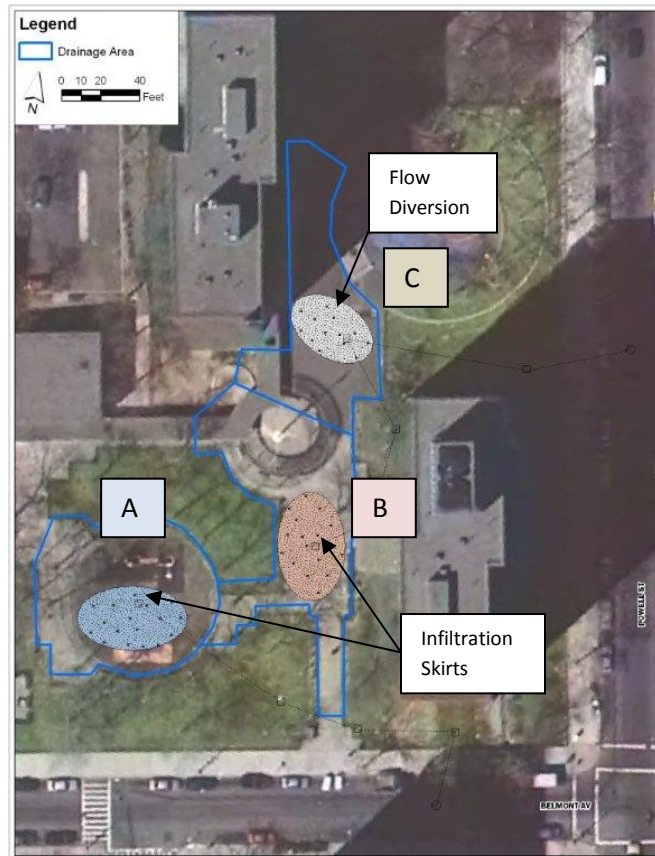 Legend
Drainage Area
N
0 10 20 40
Feet
Flow
Diversion
C
A
B
Infiltration
Skirts
POWELL ST
BELMONT AV